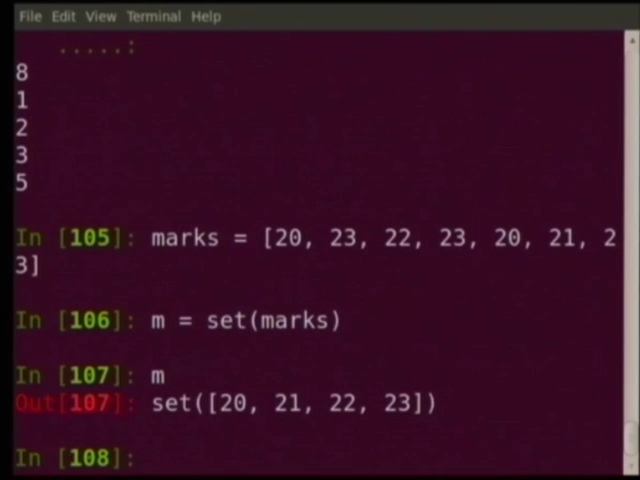 File Edit View Terminal Help
.....:
8
1
2
3
5
In [105]: marks = [20, 23, 22, 23, 20, 21, 2
3]
In [106]: m = set(marks)
In [107]: m
Out[107]: set([20, 21, 22, 23])
In [108]: